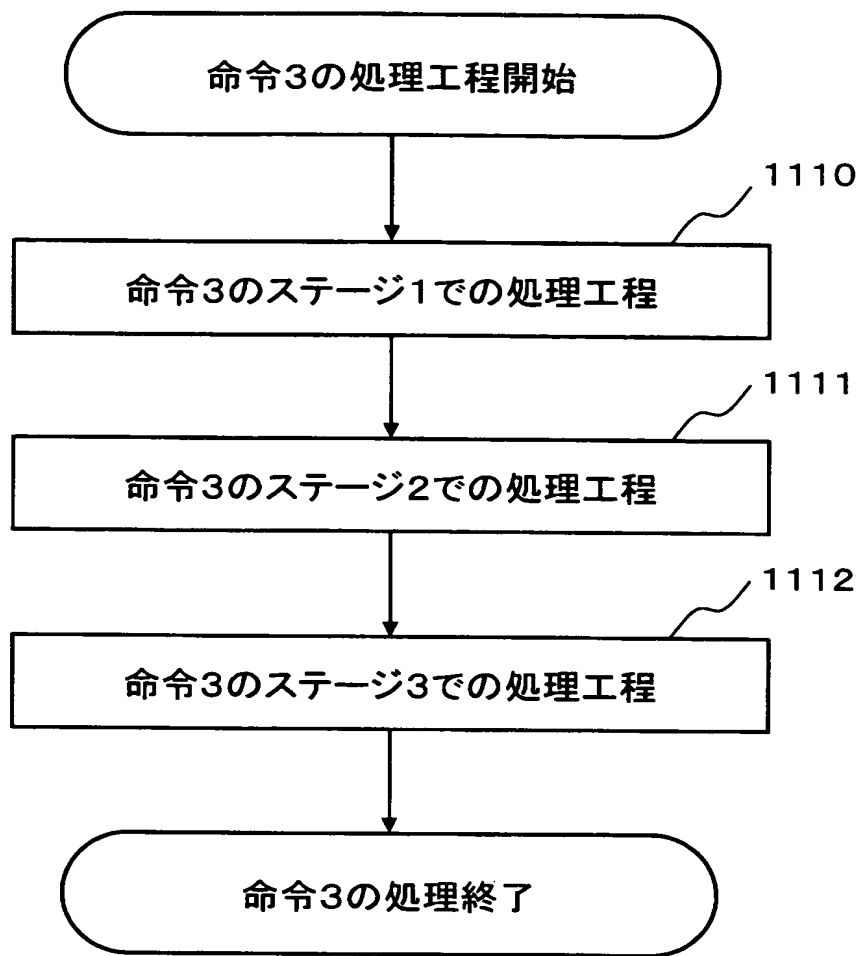 命令3の処理工程開始
1110
命令3のステージ1での処理工程
1111
命令3のステージ2での処理工程
1112
命令3のステージ3での処理工程
命令3の処理終了